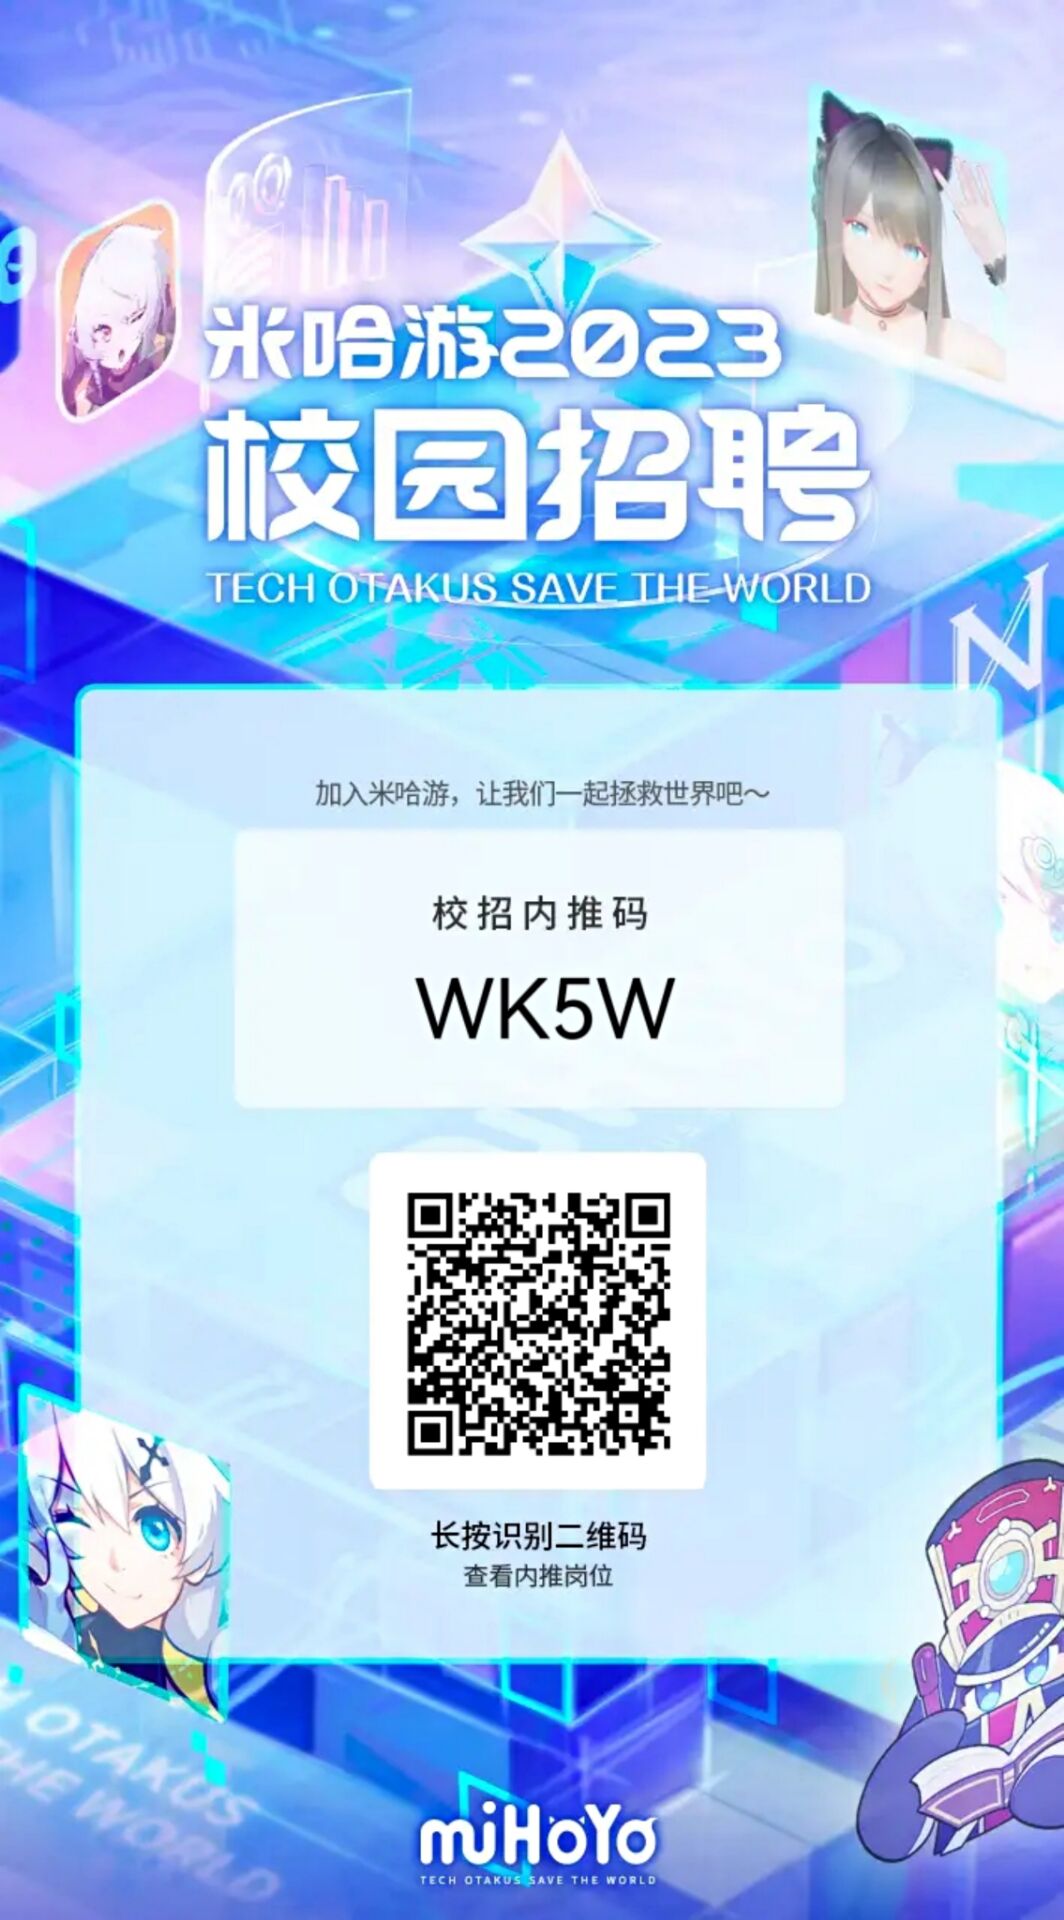 米哈游2023
校园招聘
TECH OTAKUS SAVE THE WORLD
N
加入米哈游，让我们一起拯救世界吧～
校招内推码
WK5W
长按识别二维码
查看内推岗位
OTAKUS
THE WORLD
miHoYo
TECH OTAKUS SAVE THE WORLD